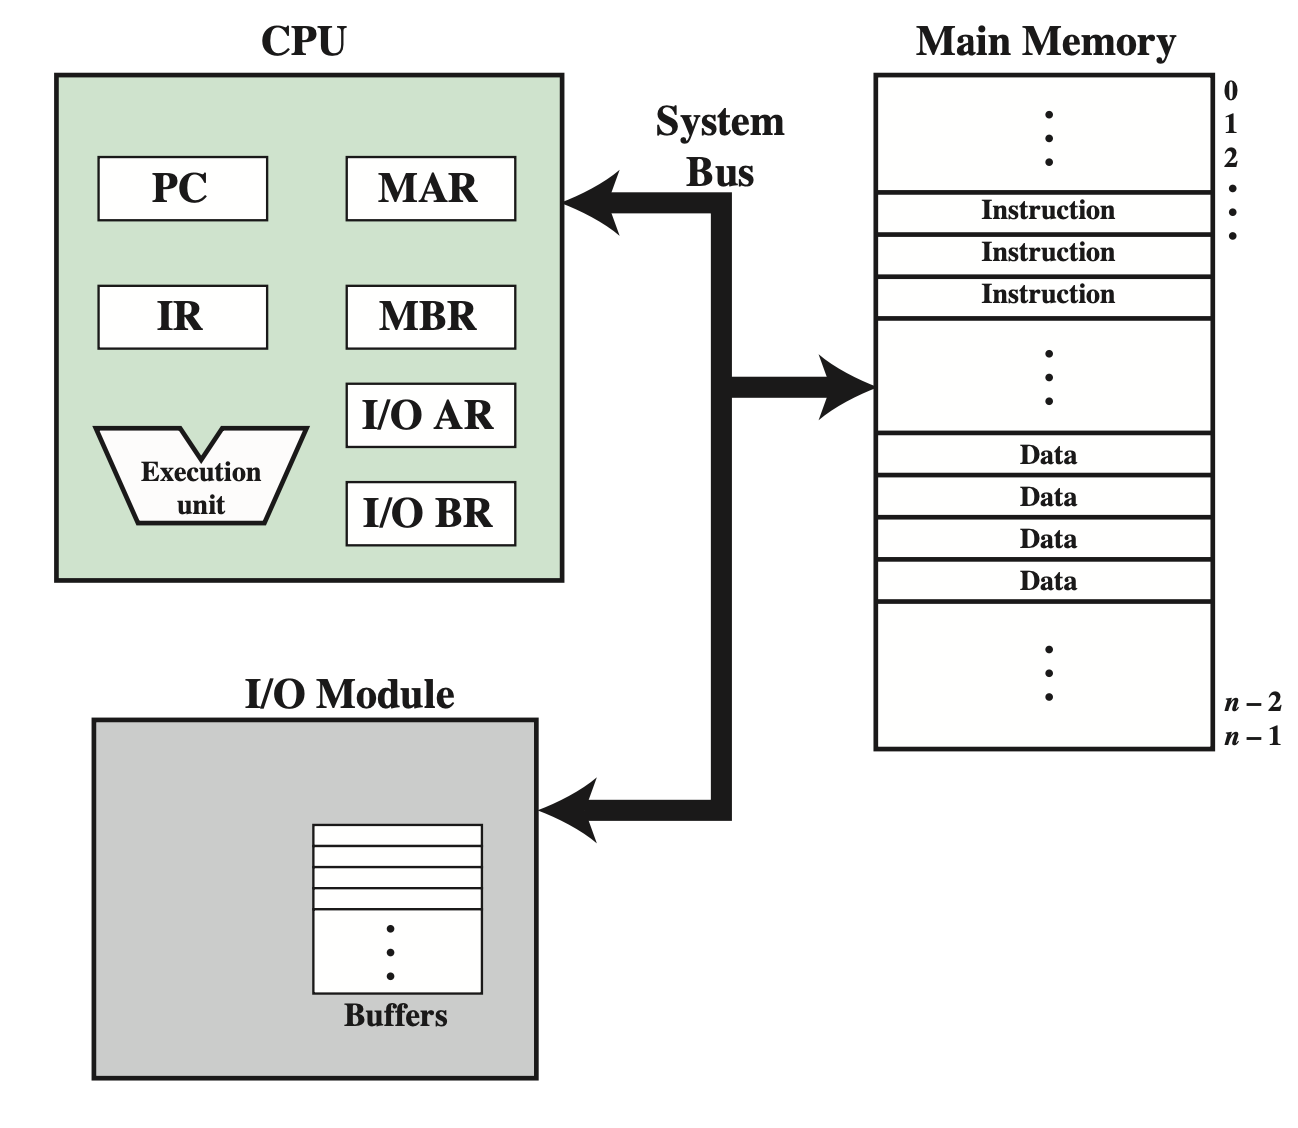 CPU
PC
MAR
IR
MBR
I/O AR
I/O BR
Execution
unit
System
Bus
Main Memory
0
1
2
Instruction
Instruction
Instruction
Data
Data
Data
Data
n – 2
n – 1
I/O Module
Buffers